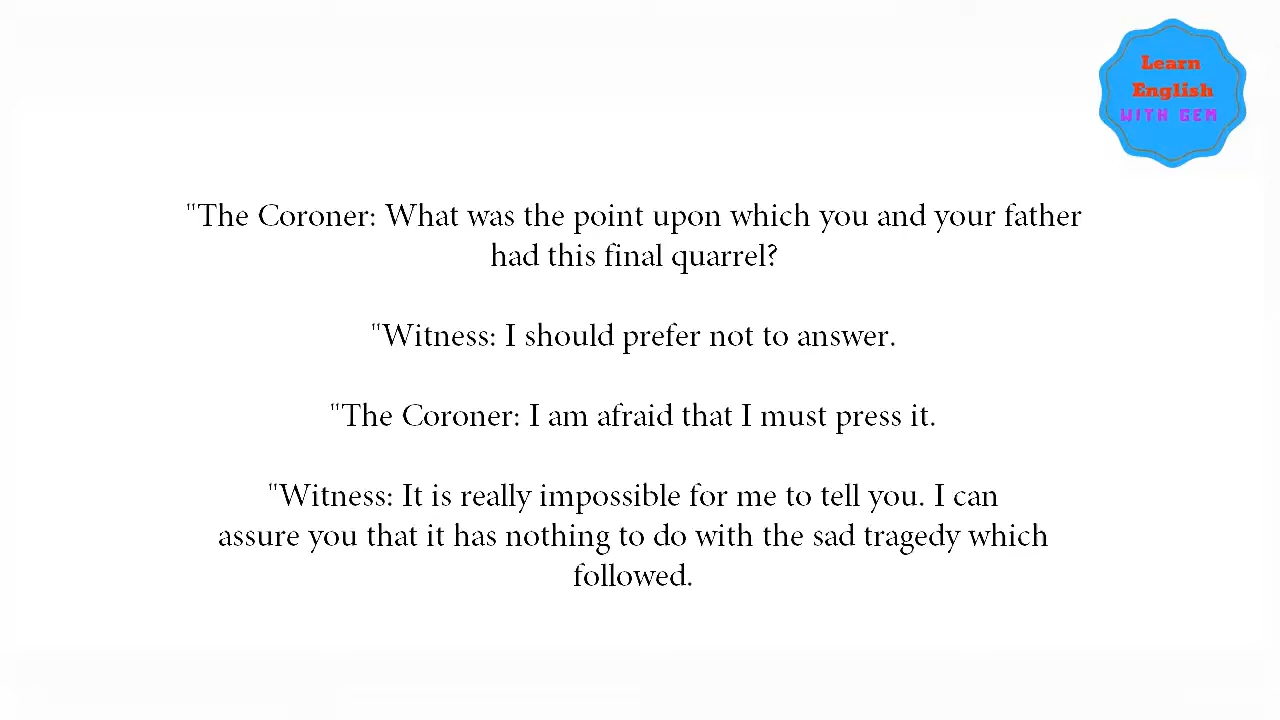 Learn
English
WITH GEM
"The Coroner: What was the point upon which you and your father
had this final quarrel?
"Witness: I should prefer not to answer.
"The Coroner: I am afraid that I must press it.
"Witness: It is really impossible for me to tell you. I can
assure you that it has nothing to do with the sad tragedy which
followed.